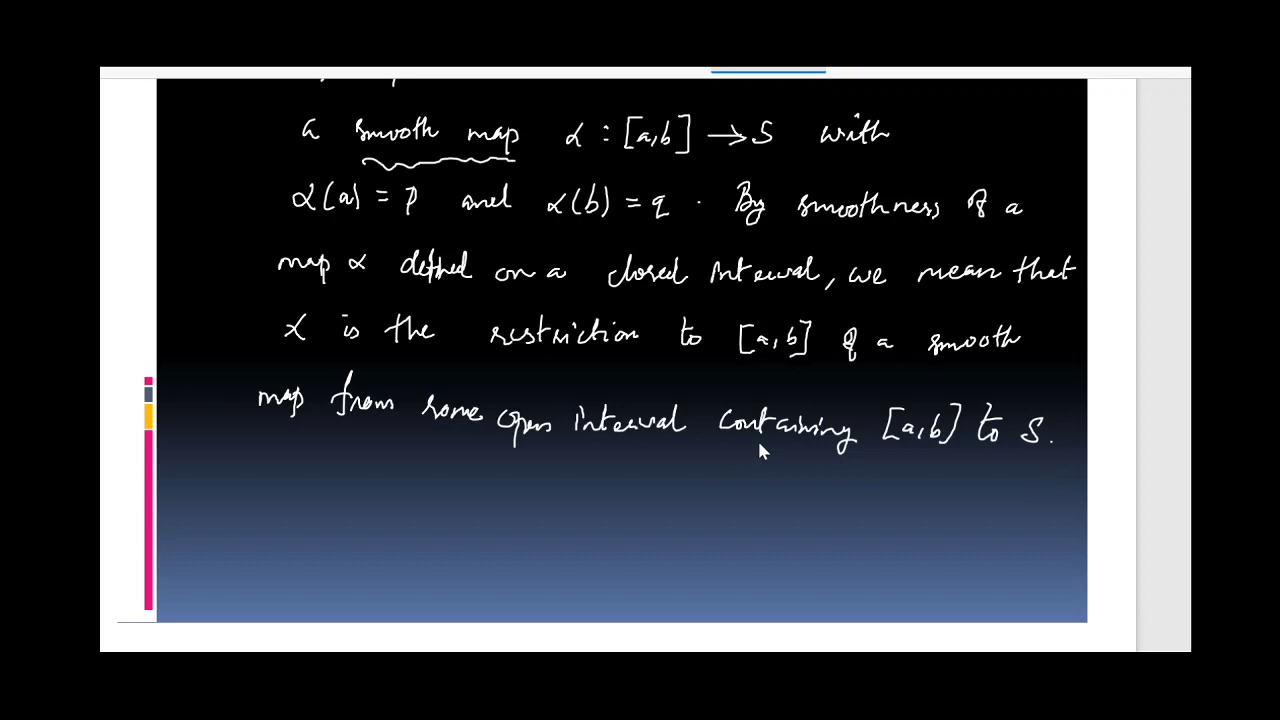 a smooth map α : [a,b] → S with
α(a) = p and α(b) = q . By smoothness of a
map α defined on a closed interval, we mean that
α is the restriction to [a,b] of a smooth
map from some open interval containing [a,b] to S.